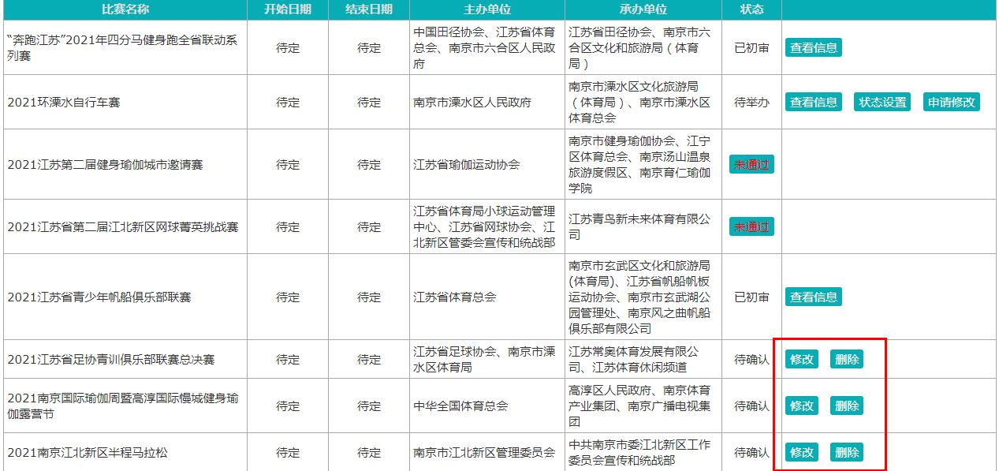 比赛名称 开始日期 结束日期 主办单位 承办单位 状态
“奔跑江苏”2021年四分马健身跑全省联动系
列赛
待定
待定
中国田径协会、江苏省体育
总会、南京市六合区人民政
府
江苏省田径协会、南京市六
合区文化和旅游局（体育
局）
已初审
查看信息
2021环溧水自行车赛
待定
待定
南京市溧水区人民政府
南京市溧水区文化旅游局
（体育局）、南京市溧水区
体育总会
待举办
查看信息 状态设置 申请修改
2021江苏第二届健身瑜伽城市邀请赛
待定
待定
江苏省瑜伽运动协会
南京市健身瑜伽协会、江宁
区体育总会、南京汤山温泉
旅游度假区、南京育仁瑜伽
学院
未通过
2021江苏省第二届江北新区网球菁英挑战赛
待定
待定
江苏省体育局小球运动管理
中心、江苏省网球协会、江
北新区管委会宣传和统战部
江苏青鸟新未来体育有限公
司
未通过
2021江苏省青少年帆船俱乐部联赛
待定
待定
江苏省体育总会
南京市玄武区文化和旅游局
(体育局)、江苏省帆船帆板
运动协会、南京市玄武湖公
园管理处、南京风之曲帆船
俱乐部有限公司
已初审
查看信息
2021江苏省足协青训俱乐部联赛总决赛
待定
待定
江苏省足球协会、南京市溧
水区体育局
江苏常奥体育发展有限公
司、江苏体育休闲频道
待确认
修改 删除
2021南京国际瑜伽周暨高淳国际慢城健身瑜
伽露营节
待定
待定
中华全国体育总会
高淳区人民政府、南京体育
产业集团、南京广播电视集
团
待确认
修改 删除
2021南京江北新区半程马拉松
待定
待定
南京市江北新区管理委员会
中共南京市委江北新区工作
委员会宣传和统战部
待确认
修改 删除